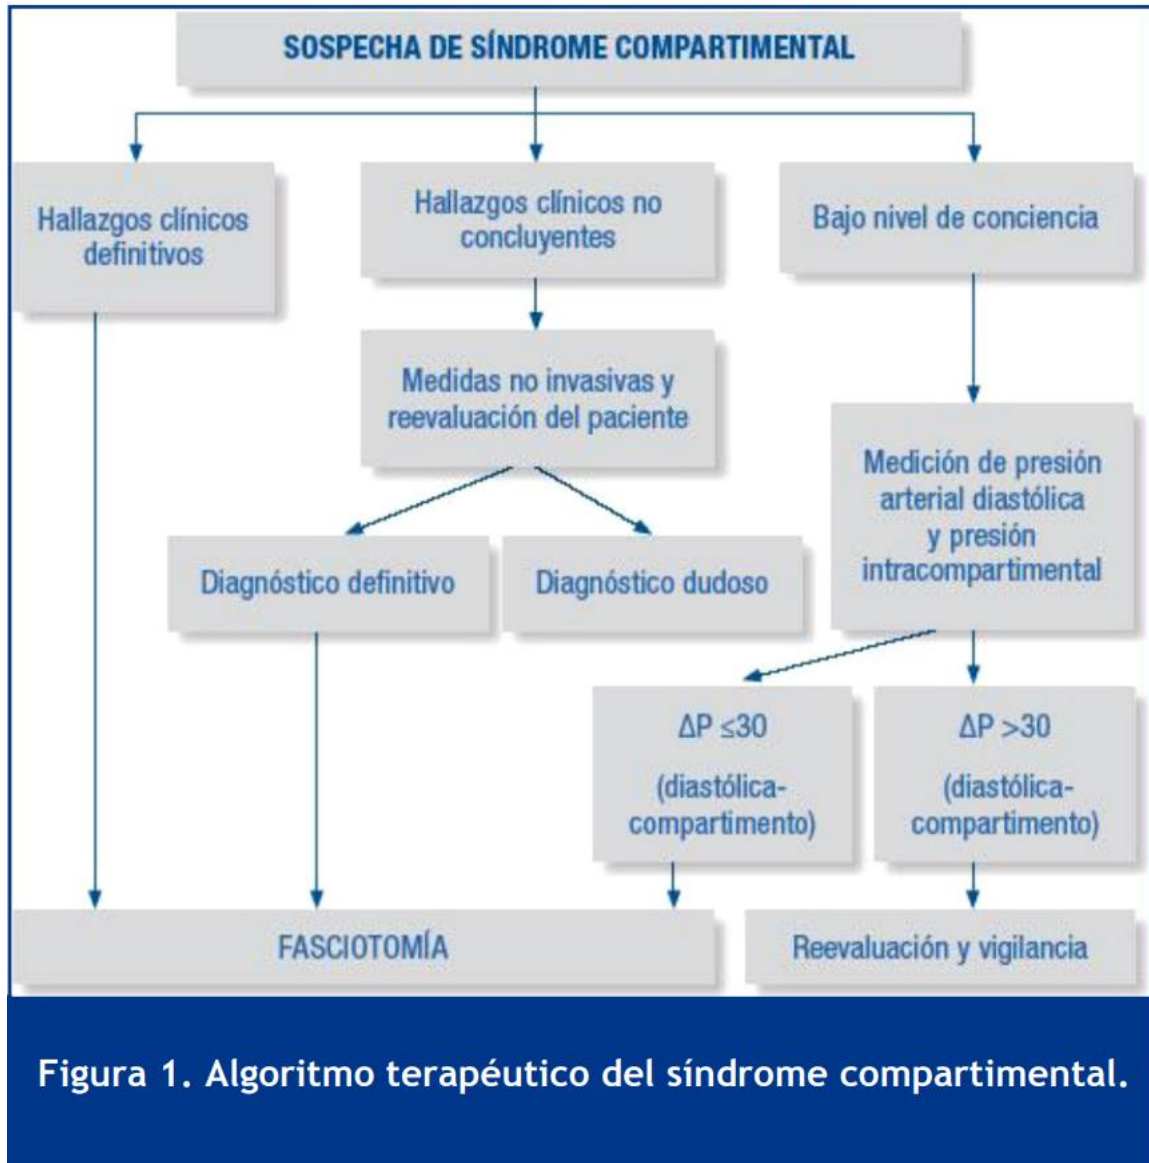 SOSPECHA DE SÍNDROME COMPARTIMENTAL
Hallazgos clínicos
definitivos
Hallazgos clínicos no
concluyentes
Bajo nivel de conciencia
Medidas no invasivas y
reevaluación del paciente
Medición de presión
arterial diastólica
y presión
intracompartimental
Diagnóstico definitivo
Diagnóstico dudoso
ΔP ≤30
(diastólica-
compartimento)
ΔP >30
(diastólica-
compartimento)
FASCIOTOMÍA
Reevaluación y vigilancia
Figura 1. Algoritmo terapéutico del síndrome compartimental.